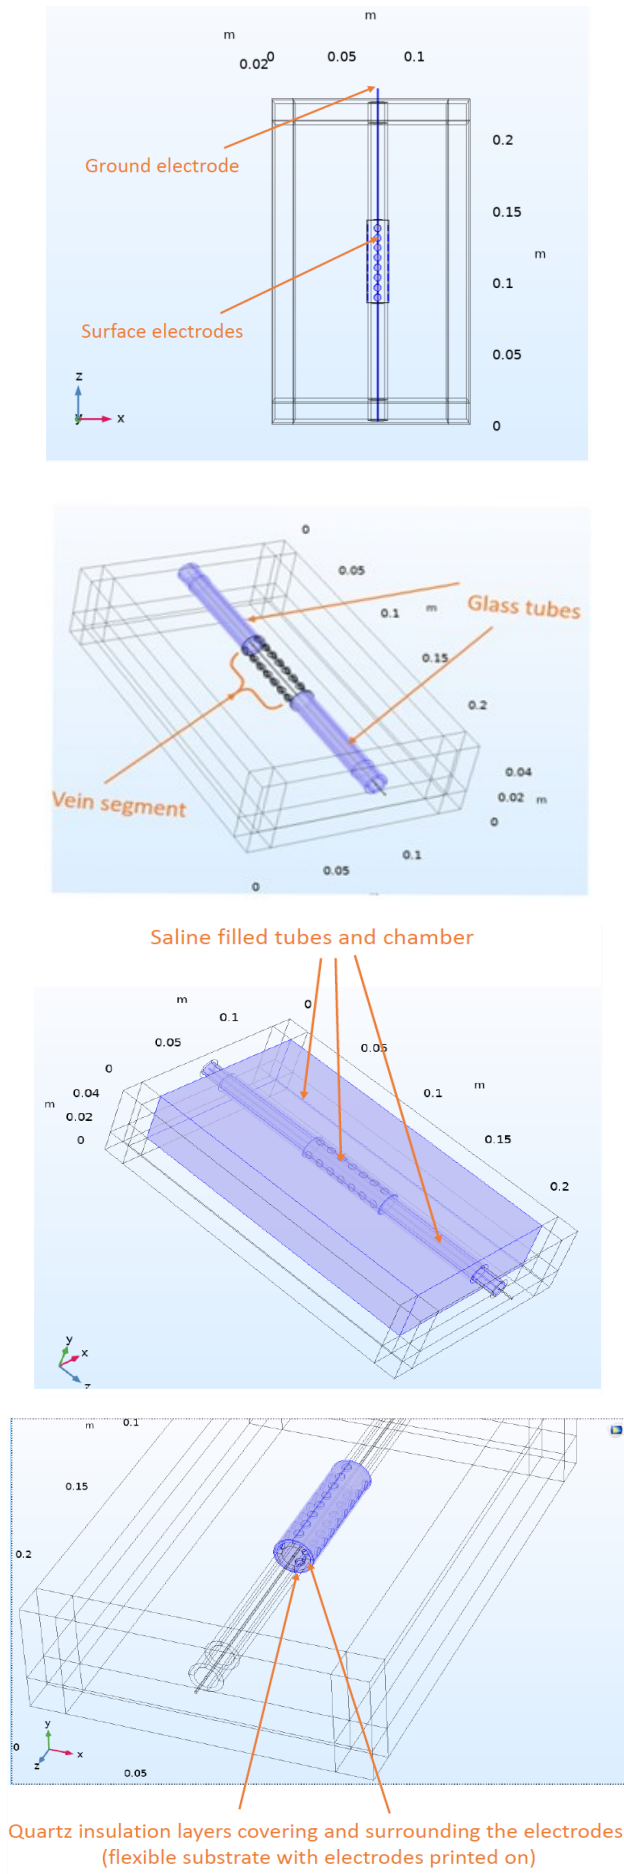 m
m
0.02 0 0.05 0.1
Ground electrode
0.2
0.15
m
0.1
Surface electrodes
0.05
z
y x
0
0
0.05
0.1 m
Glass tubes
0.15
0.2
Vein segment
0.04
0.02 m
0
0.1
0.05
0
Saline filled tubes and chamber
m
0.1
0
0.05
0.05
0
0.04
m
0.02
0
0.1
m
0.15
0.2
y
x
z
m
0.1
0.15
0.2
y
x
z
0
0.05
Quartz insulation layers covering and surrounding the electrodes
(flexible substrate with electrodes printed on)